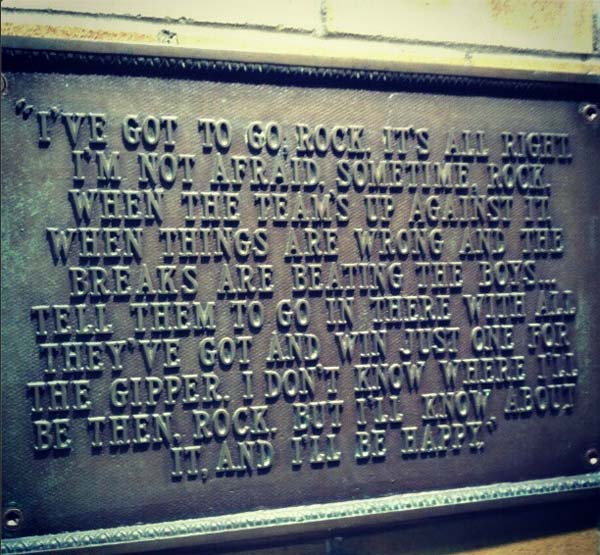 "I'VE GOT TO GO, ROCK. IT'S ALL RIGHT.
I'M NOT AFRAID. SOMETIME, ROCK,
WHEN THE TEAM'S UP AGAINST IT,
WHEN THINGS ARE WRONG AND THE
BREAKS ARE BEATING THE BOYS...
TELL THEM TO GO IN THERE WITH ALL
THEY'VE GOT AND WIN JUST ONE FOR
THE GIPPER. I DON'T KNOW WHERE I'LL
BE THEN, ROCK. BUT I'LL KNOW ABOUT
IT, AND I'LL BE HAPPY."